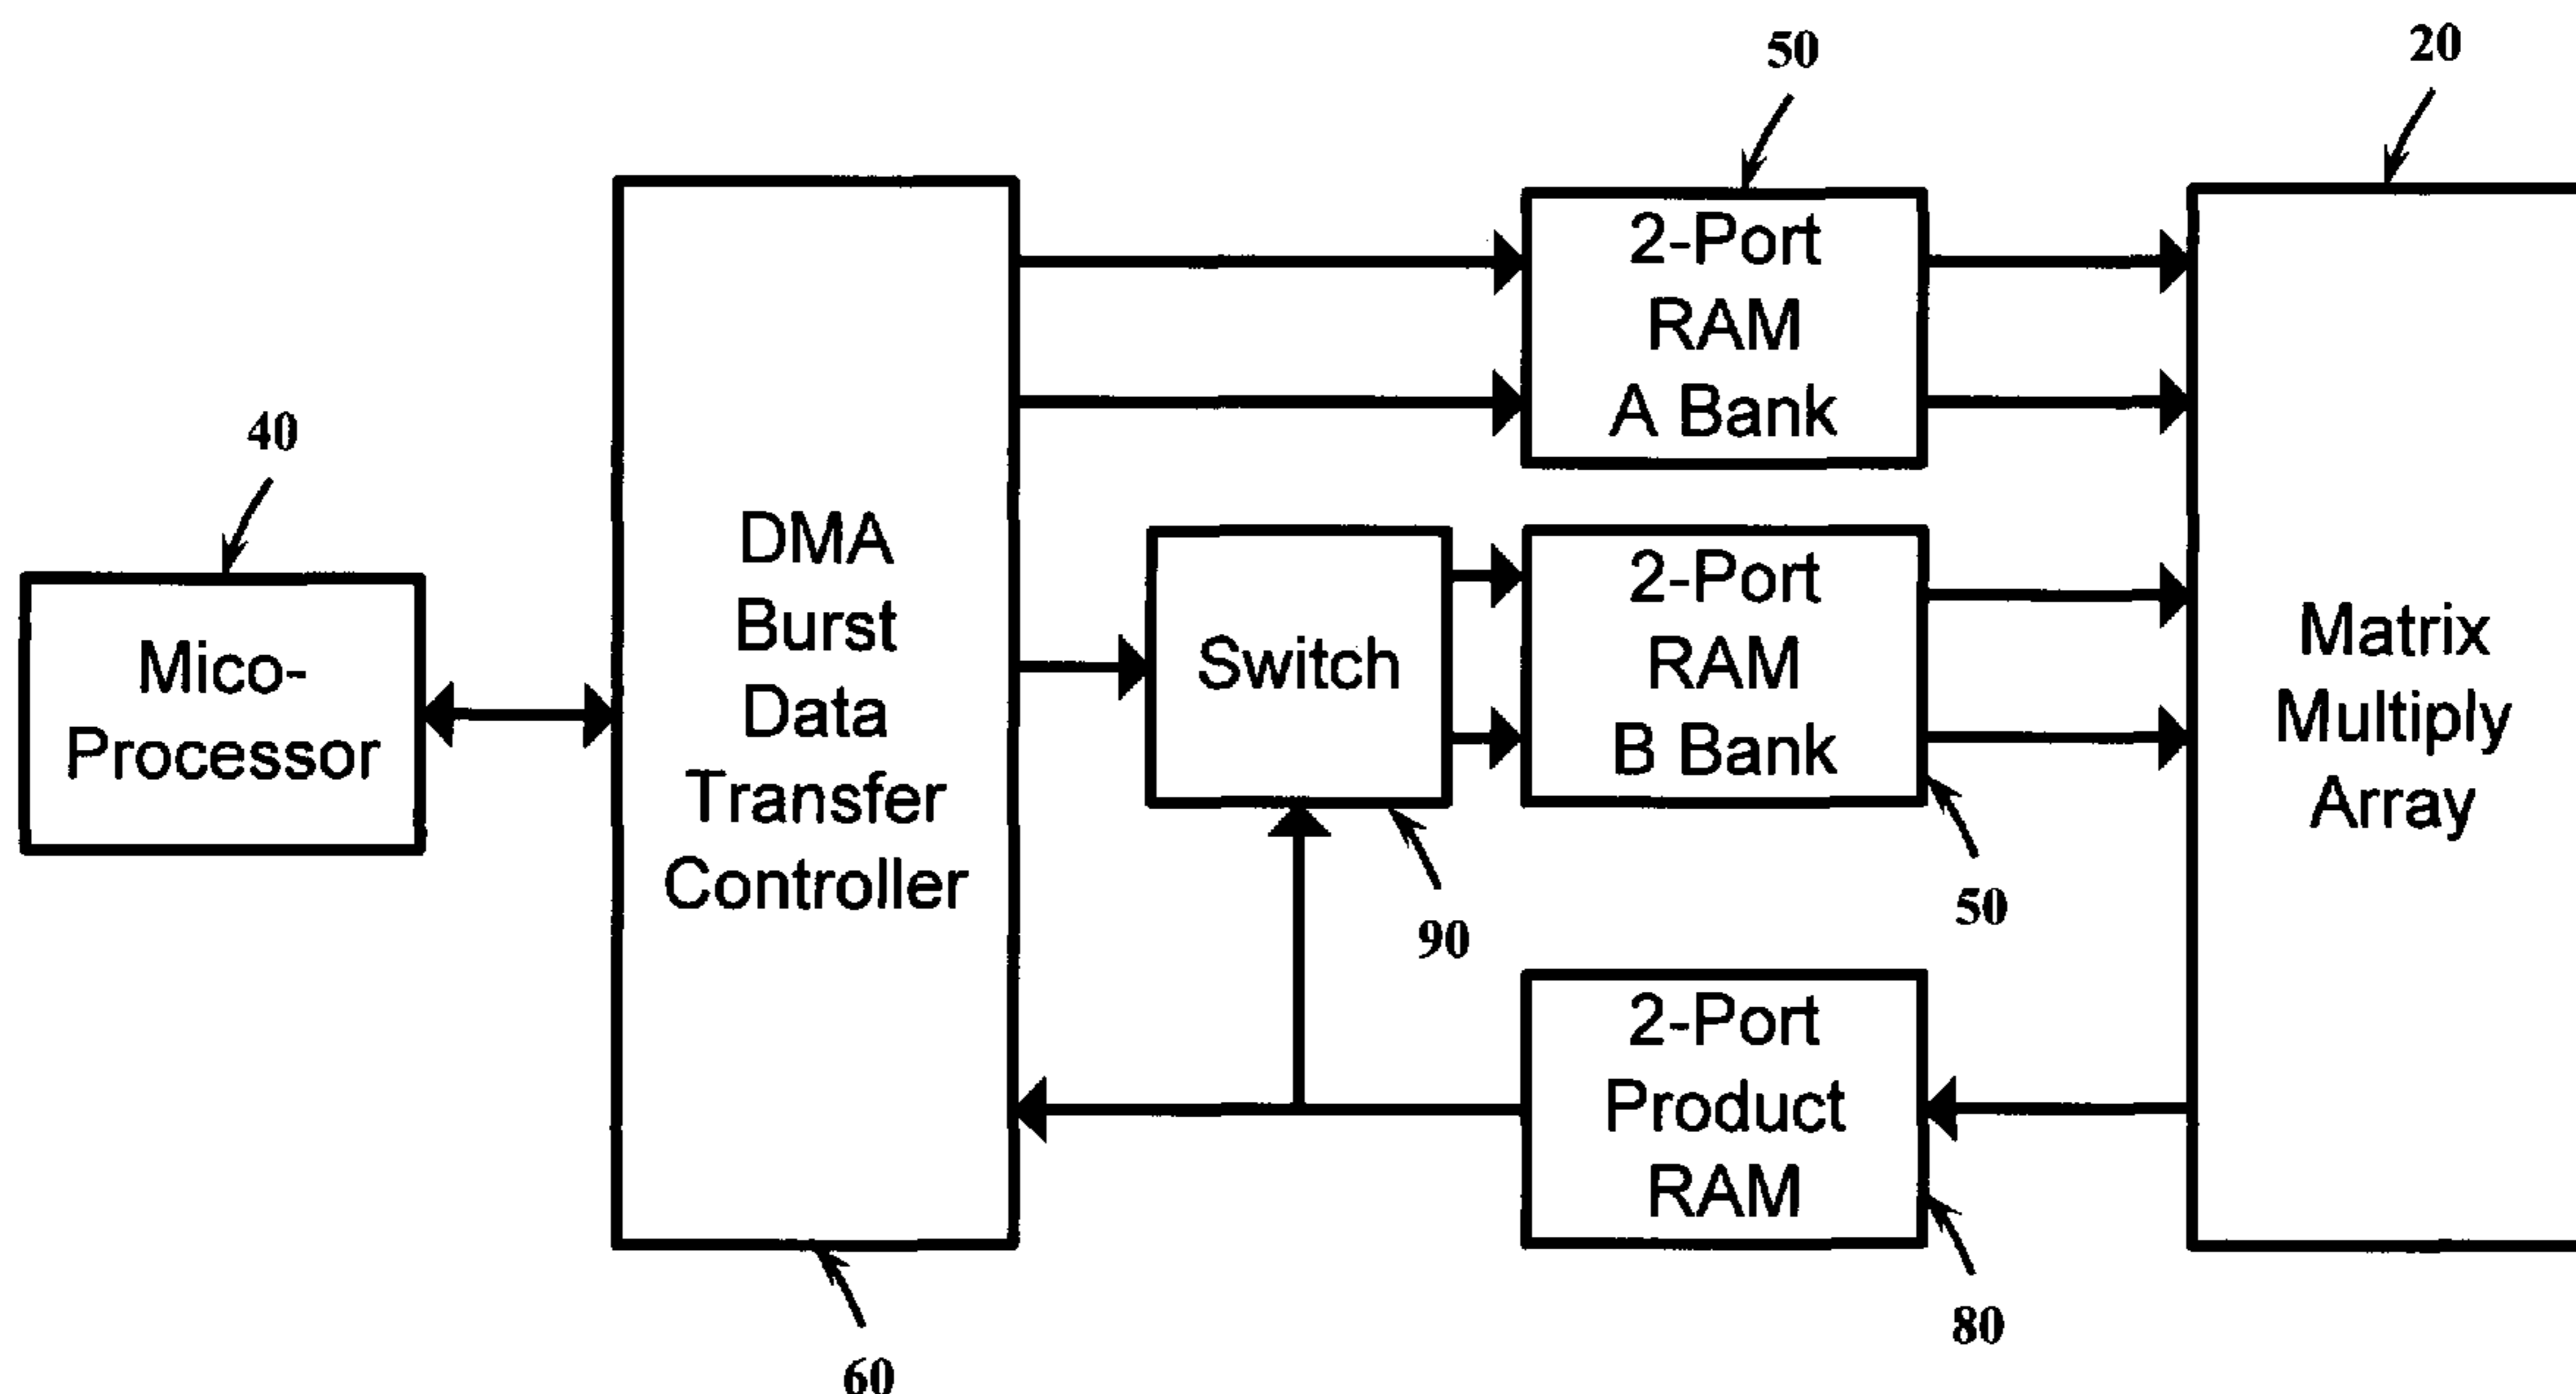 50
20
40
Mico-
Processor
DMA
Burst
Data
Transfer
Controller
2-Port
RAM
A Bank
Switch
2-Port
RAM
B Bank
Matrix
Multiply
Array
90
50
2-Port
Product
RAM
80
60